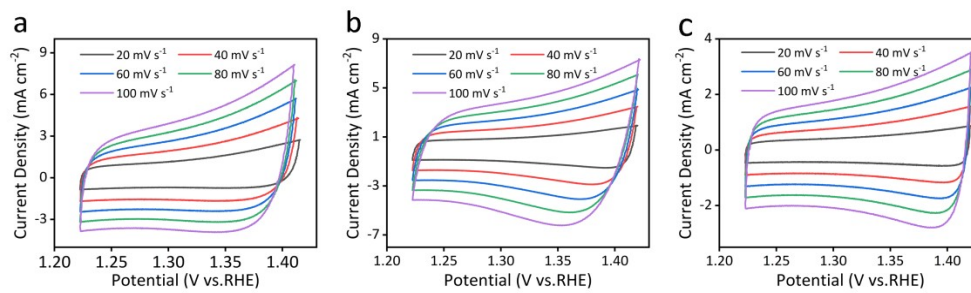 a
9
6
3
0
-3
Current Density (mA cm⁻²)
20 mV s⁻¹ 40 mV s⁻¹
60 mV s⁻¹ 80 mV s⁻¹
100 mV s⁻¹
1.20 1.25 1.30 1.35 1.40
Potential (V vs.RHE)
b
9
5
1
-3
-7
Current Density (mA cm⁻²)
20 mV s⁻¹ 40 mV s⁻¹
60 mV s⁻¹ 80 mV s⁻¹
100 mV s⁻¹
1.20 1.25 1.30 1.35 1.40
Potential (V vs.RHE)
c
4
2
0
-2
Current Density (mA cm⁻²)
20 mV s⁻¹ 40 mV s⁻¹
60 mV s⁻¹ 80 mV s⁻¹
100 mV s⁻¹
1.20 1.25 1.30 1.35 1.40
Potential (V vs.RHE)